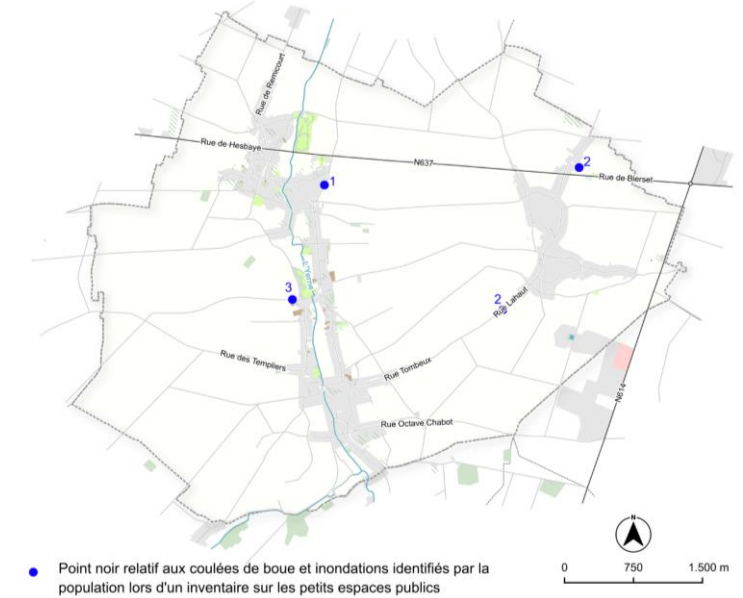 Rue de Remicourt
Rue de Hesbaye
N637
2
Rue de Bierset
1
L'Yerne
3
2
Rue Lahaut
Rue des Templiers
Rue Tombeux
N614
Rue Octave Chabot
N
Point noir relatif aux coulées de boue et inondations identifiés par la
population lors d'un inventaire sur les petits espaces publics
0 750 1.500 m